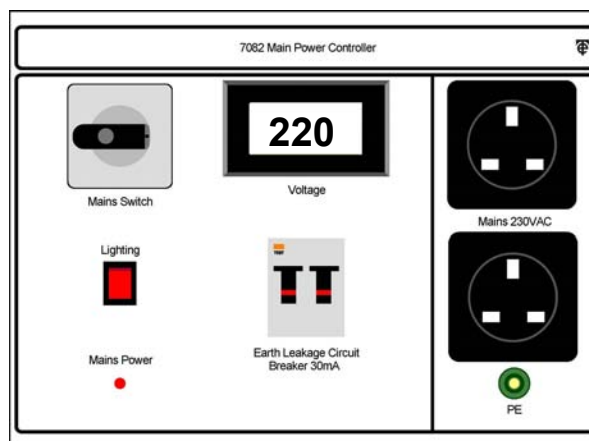 7082 Main Power Controller
220
Mains Switch
Voltage
Mains 230VAC
Lighting
Mains Power
Earth Leakage Circuit
Breaker 30mA
PE